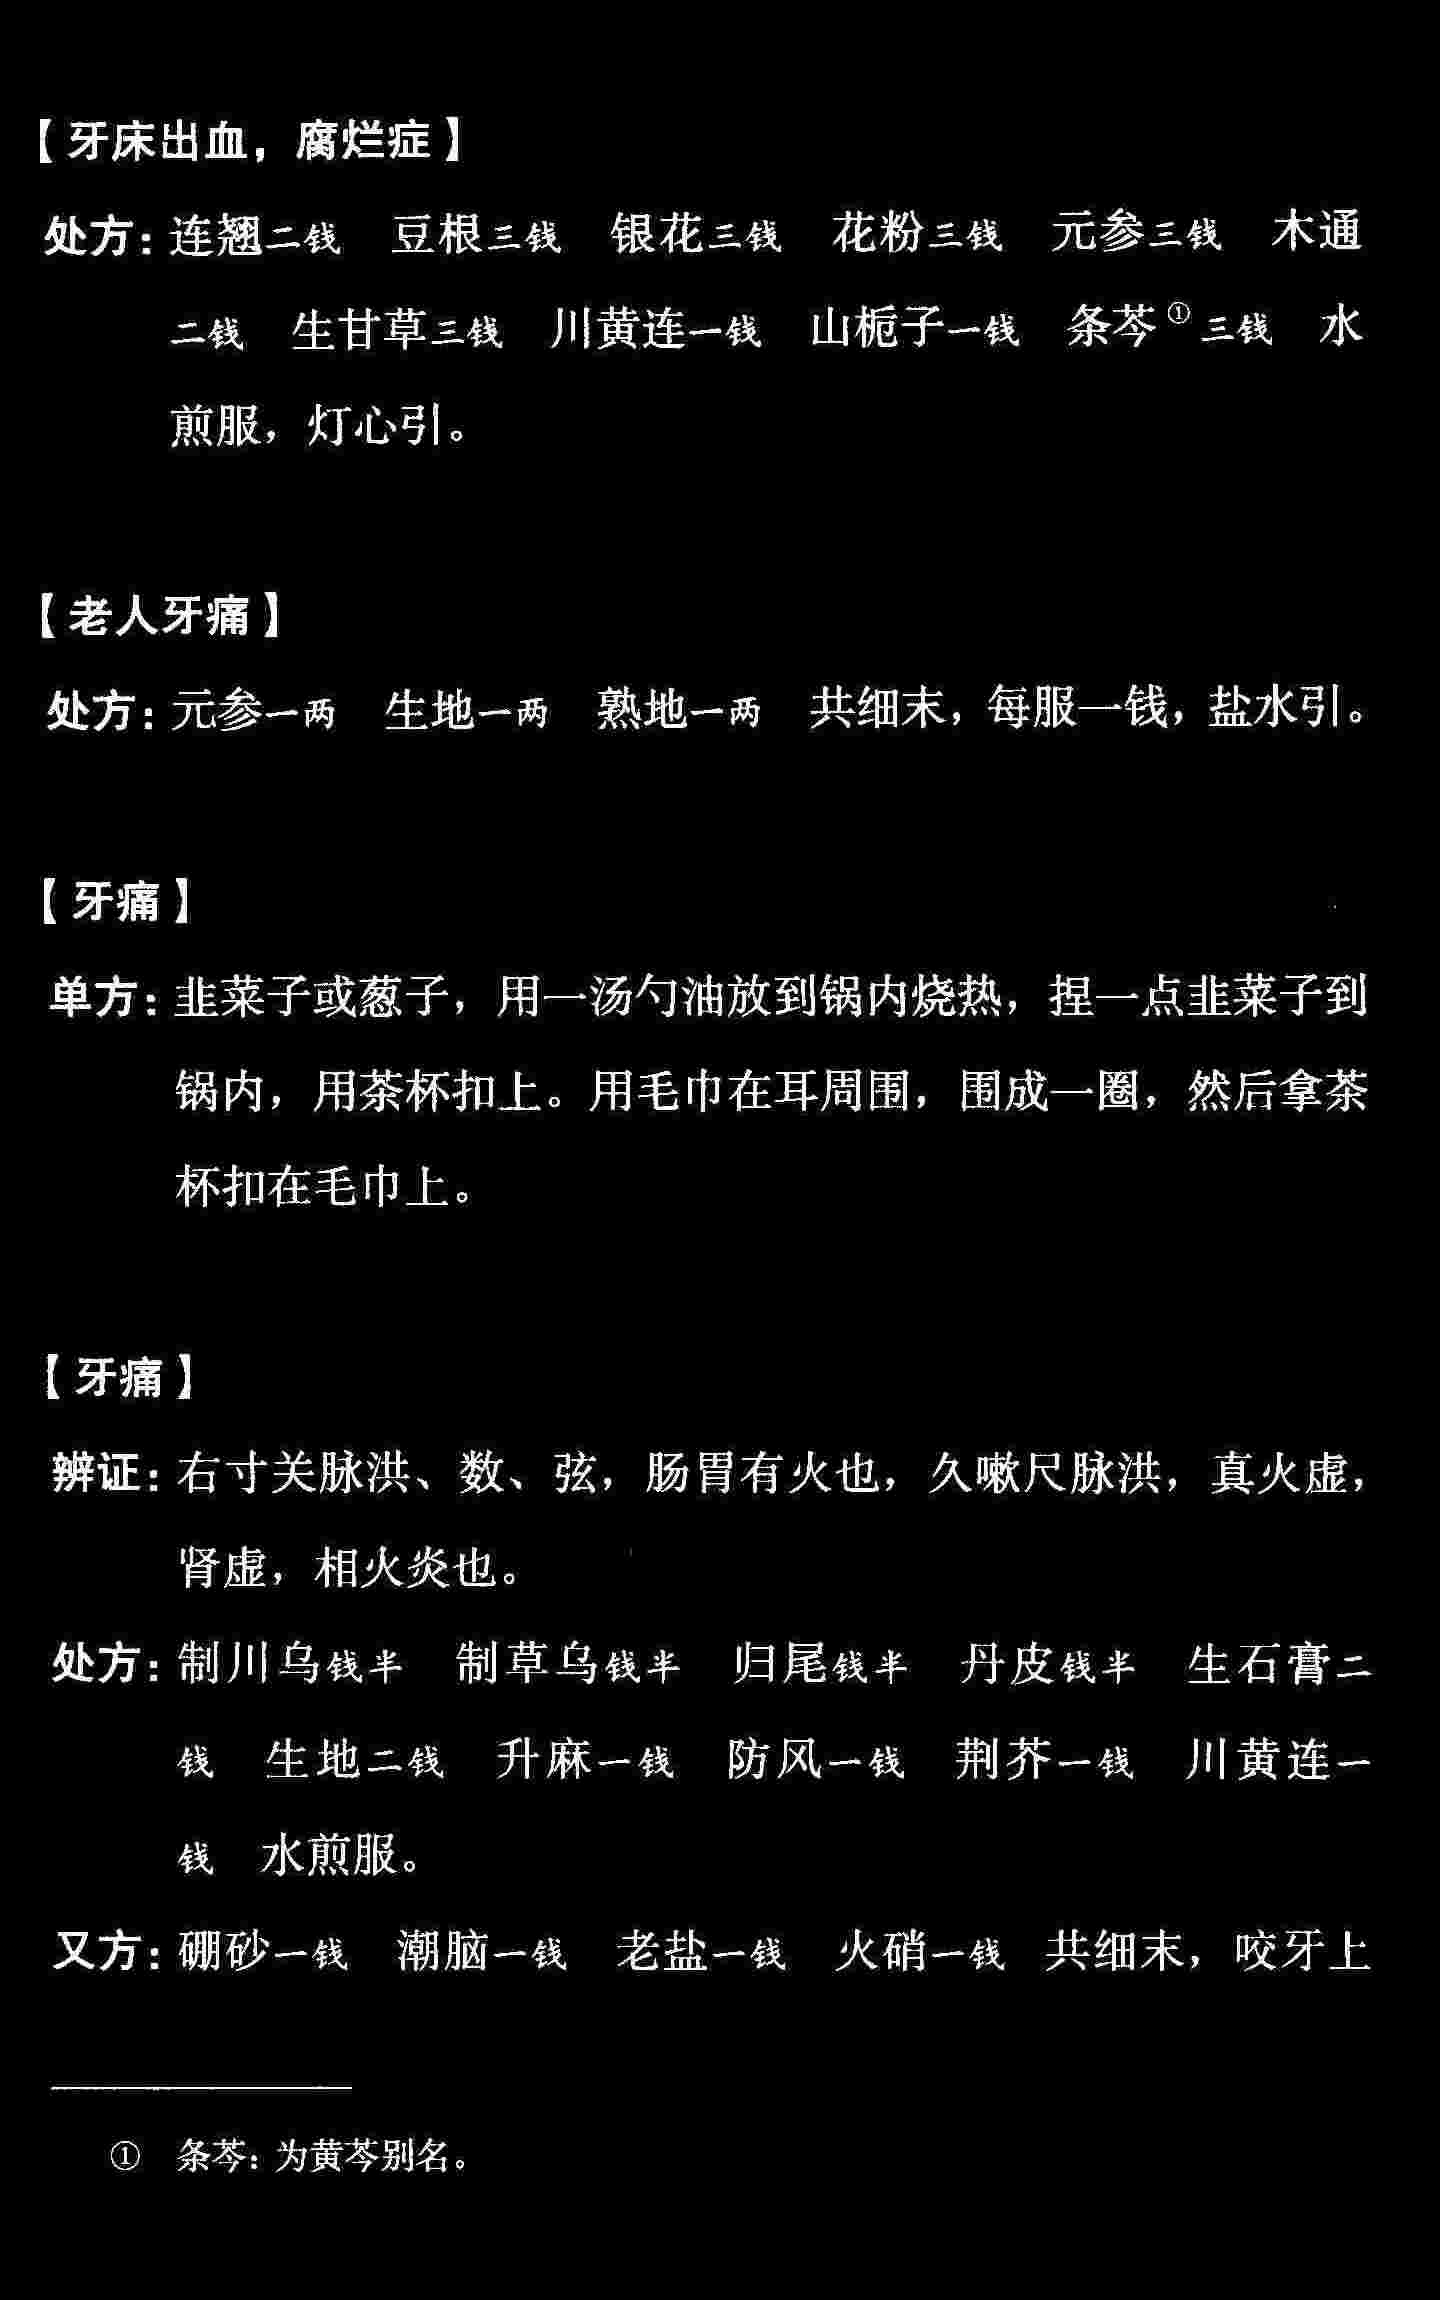 【牙床出血，腐烂症】
处方：连翘二钱 豆根三钱 银花三钱 花粉三钱 元参三钱 木通
二钱 生甘草三钱 川黄连一钱 山栀子一钱 条芩①三钱 水
煎服，灯心引。
【老人牙痛】
处方：元参一两 生地一两 熟地一两 共细末，每服一钱，盐水引。
【牙痛】
单方：韭菜子或葱子，用一汤勺油放到锅内烧热，捏一点韭菜子到
锅内，用茶杯扣上。用毛巾在耳周围，围成一圈，然后拿茶
杯扣在毛巾上。
【牙痛】
辨证：右寸关脉洪、数、弦，肠胃有火也，久嗽尺脉洪，真火虚，
肾虚，相火炎也。
处方：制川乌钱半 制草乌钱半 归尾钱半 丹皮钱半 生石膏二
钱 生地二钱 升麻一钱 防风一钱 荆芥一钱 川黄连一
钱 水煎服。
又方：硼砂一钱 潮脑一钱 老盐一钱 火硝一钱 共细末，咬牙上
① 条芩：为黄芩别名。